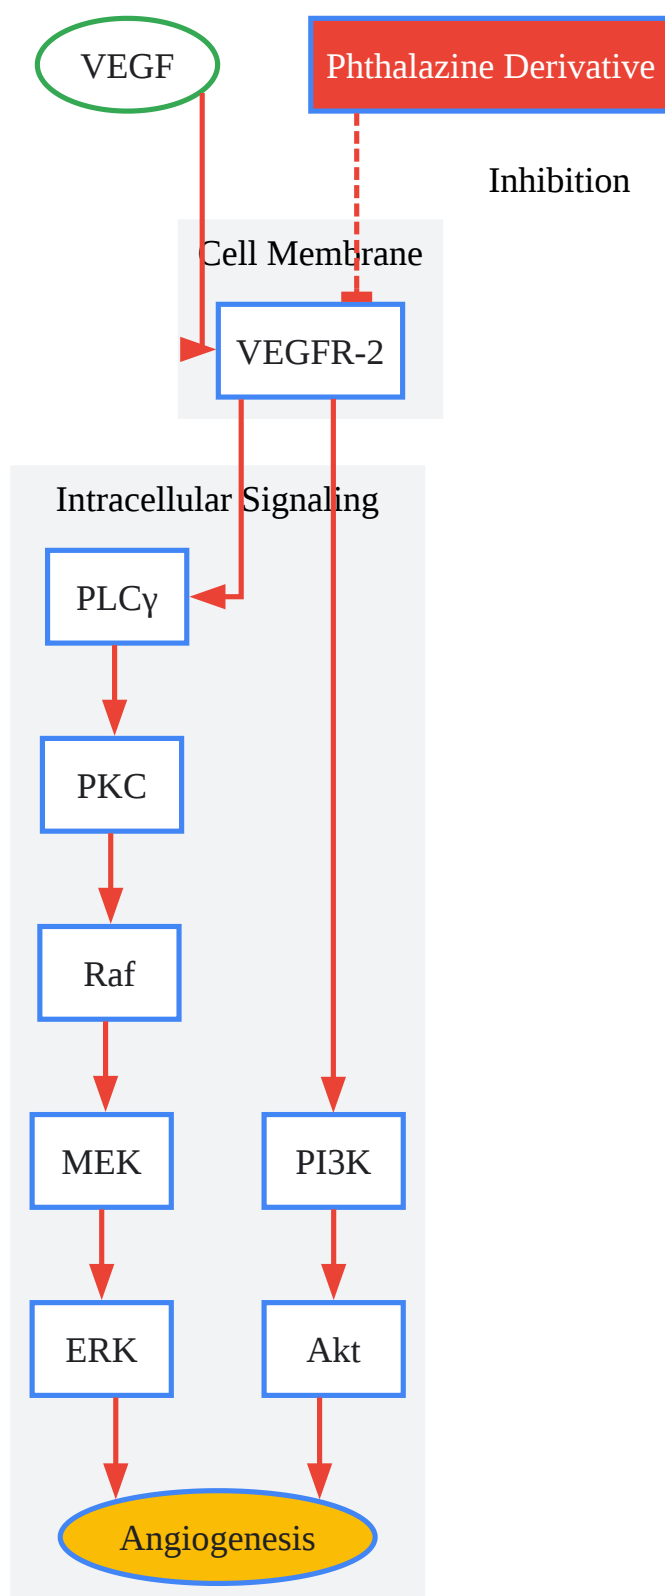 VEGF
Phthalazine Derivative
Inhibition
Cell Membrane
VEGFR-2
Intracellular Signaling
PLCγ
PKC
Raf
MEK
PI3K
ERK
Akt
Angiogenesis